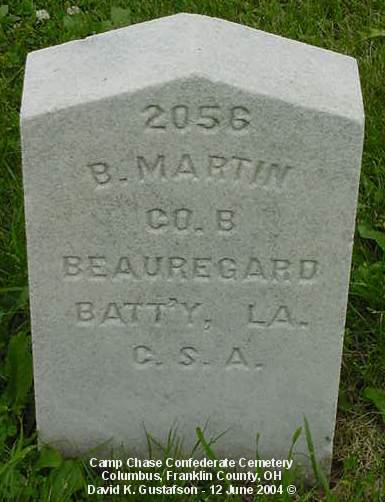 2056
B. MARTIN
CO. B
BEAUREGARD
BATT'Y, LA.
C. S. A.
Camp Chase Confederate Cemetery
Columbus, Franklin County, OH
David K. Gustafson - 12 June 2004 ©